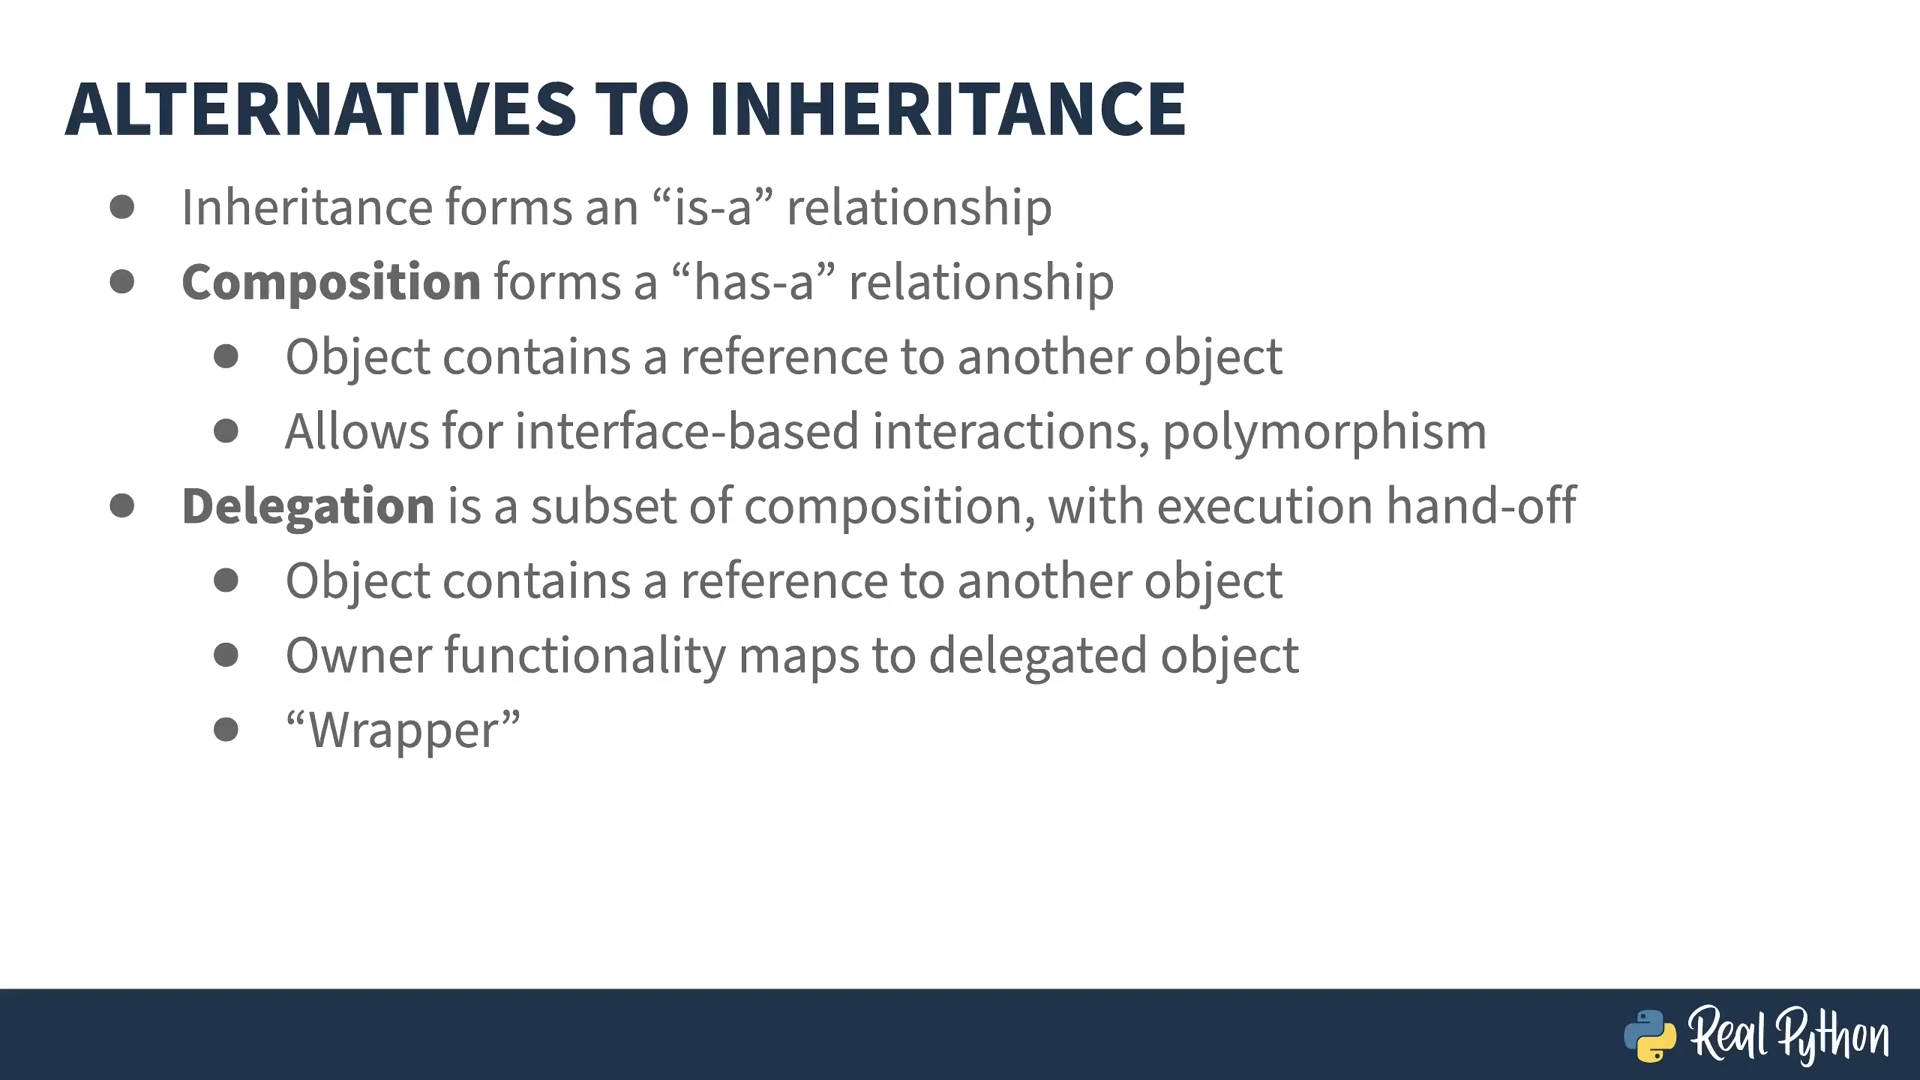 ALTERNATIVES TO INHERITANCE
● Inheritance forms an “is-a” relationship
● Composition forms a “has-a” relationship
● Object contains a reference to another object
● Allows for interface-based interactions, polymorphism
● Delegation is a subset of composition, with execution hand-off
● Object contains a reference to another object
● Owner functionality maps to delegated object
● “Wrapper”
Real Python